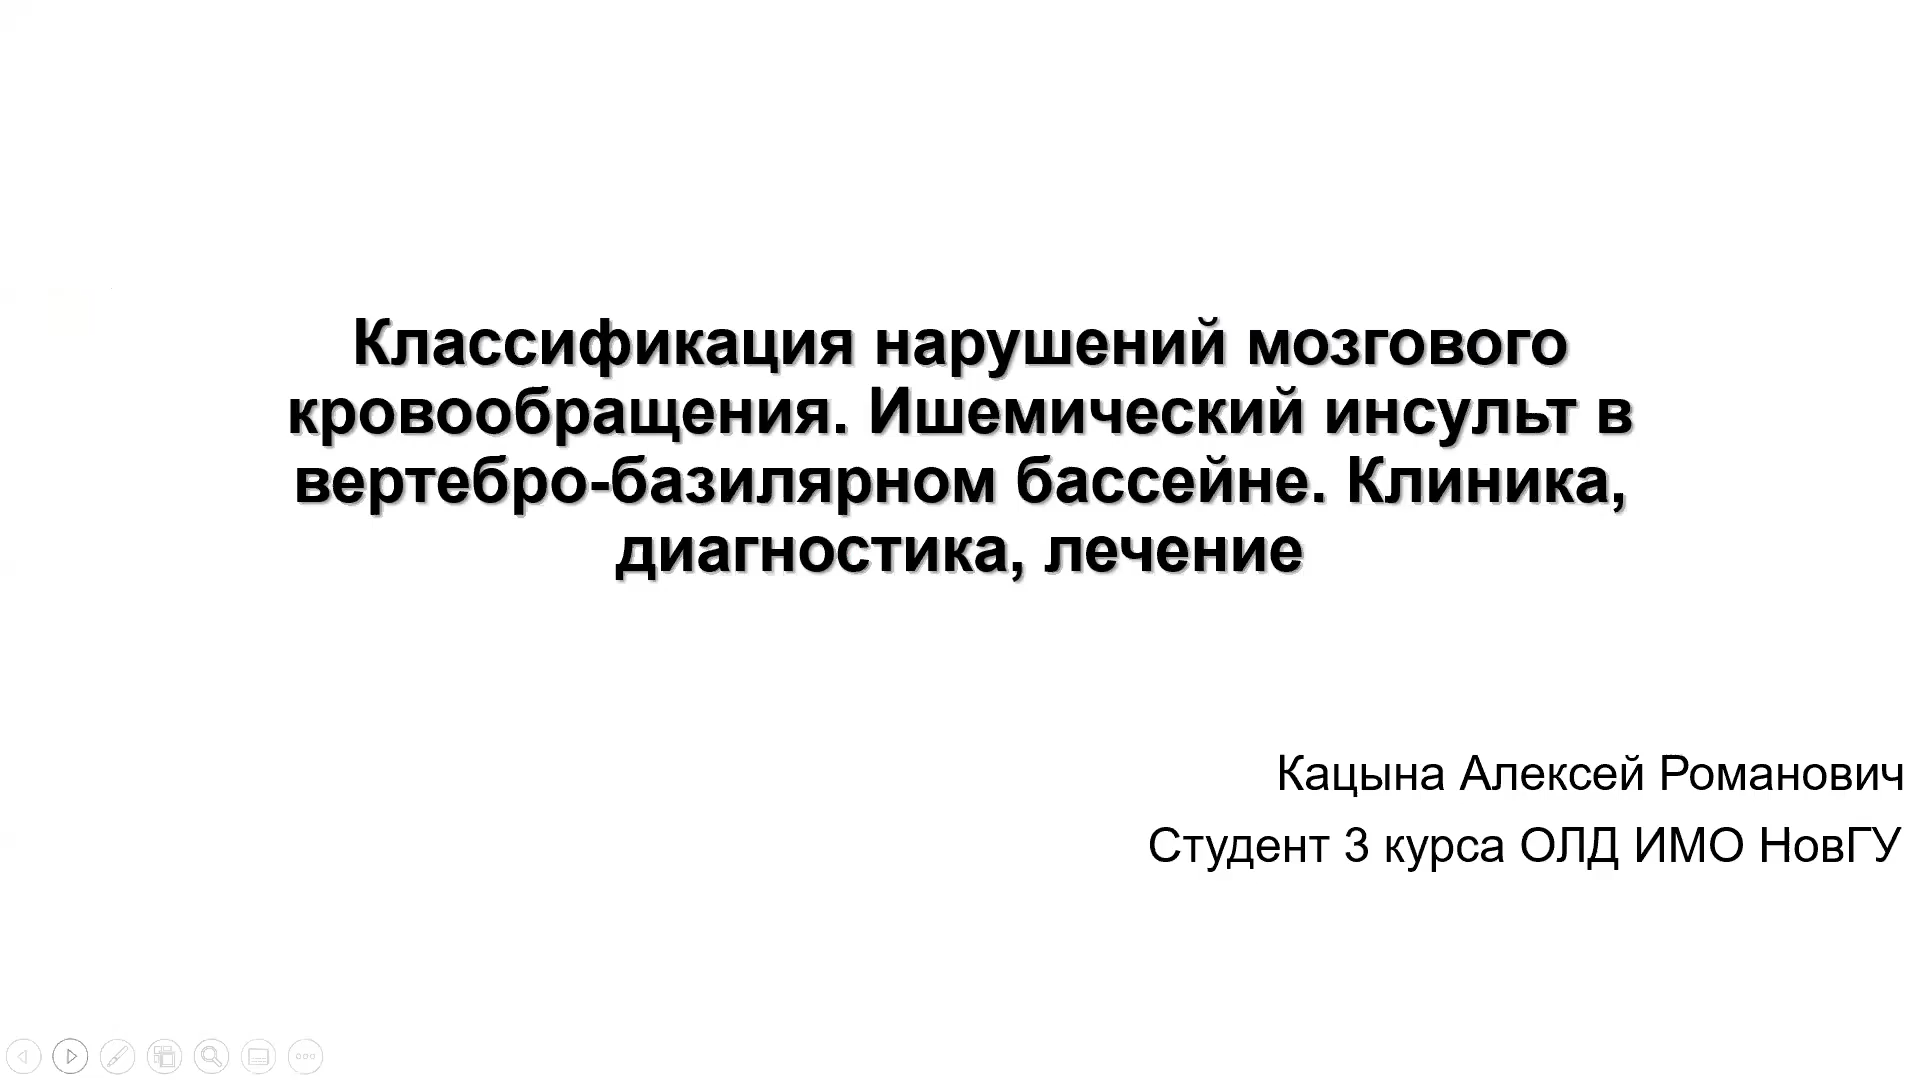 Классификация нарушений мозгового
кровообращения. Ишемический инсульт в
вертебро-базилярном бассейне. Клиника,
диагностика, лечение
Кацына Алексей Романович
Студент 3 курса ОЛД ИМО НовГУ